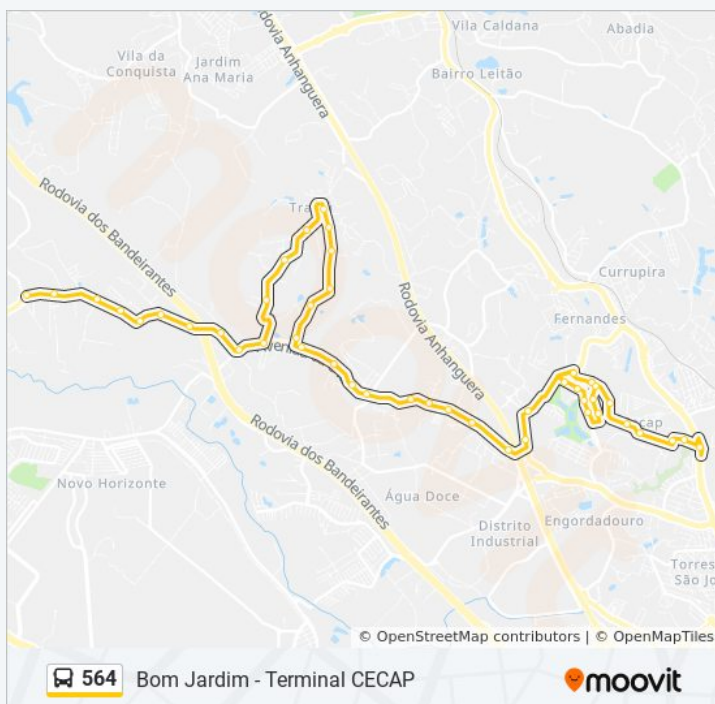 Vila Caldana
Abadia
Vila da
Conquista
Jardim
Ana Maria
Rodovia Anhanguera
Bairro Leitão
Rodovia dos Bandeirantes
Currupira
Rodovia Anhanguera
Fernandes
Rodovia dos Bandeirantes
Novo Horizonte
Água Doce
Engordadouro
Distrito
Industrial
Torres
São Jo
© OpenStreetMap contributors | © OpenMapTiles
564 Bom Jardim - Terminal CECAP
moovit